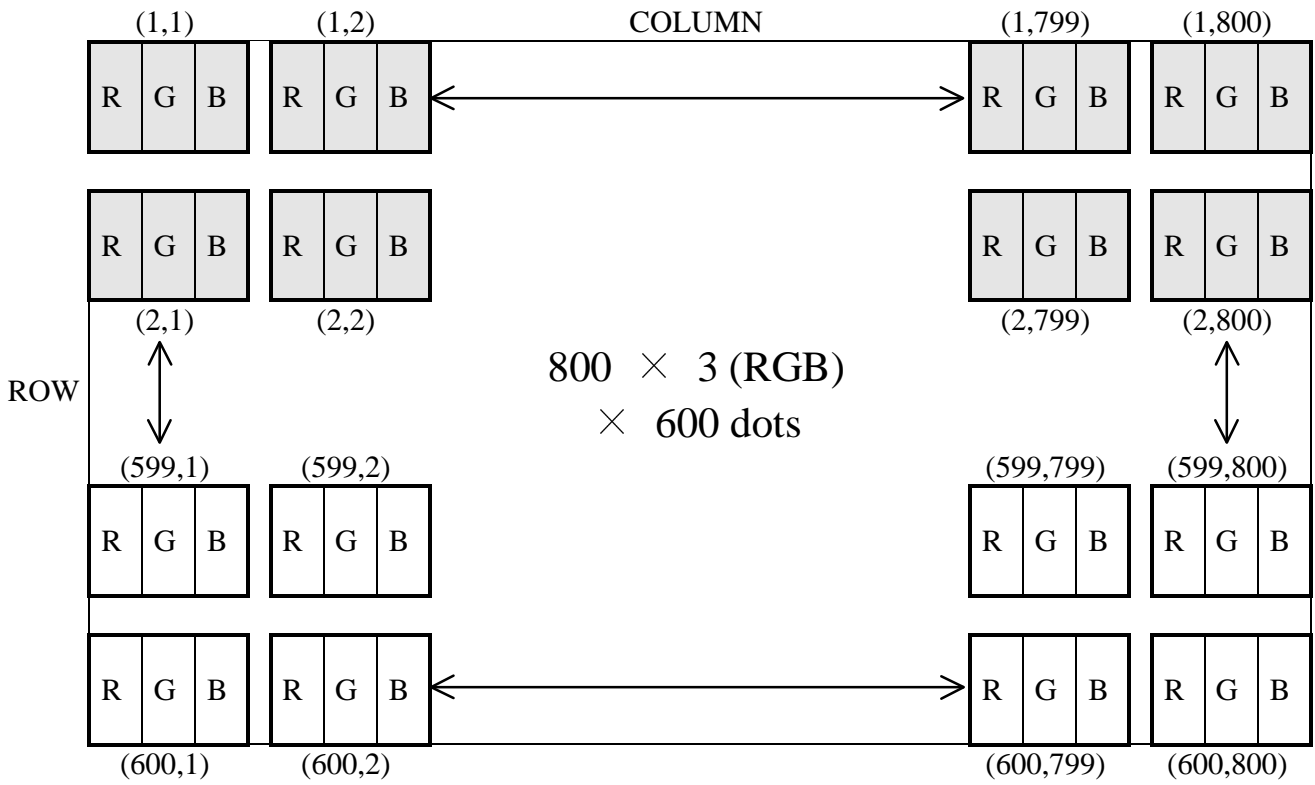 (1,1) (1,2) COLUMN (1,799) (1,800)
R G B R G B R G B R G B
R G B R G B R G B R G B
(2,1) (2,2) (2,799) (2,800)
800 × 3 (RGB)
ROW
× 600 dots
(599,1) (599,2) (599,799) (599,800)
R G B R G B R G B R G B
R G B R G B R G B R G B
(600,1) (600,2) (600,799) (600,800)